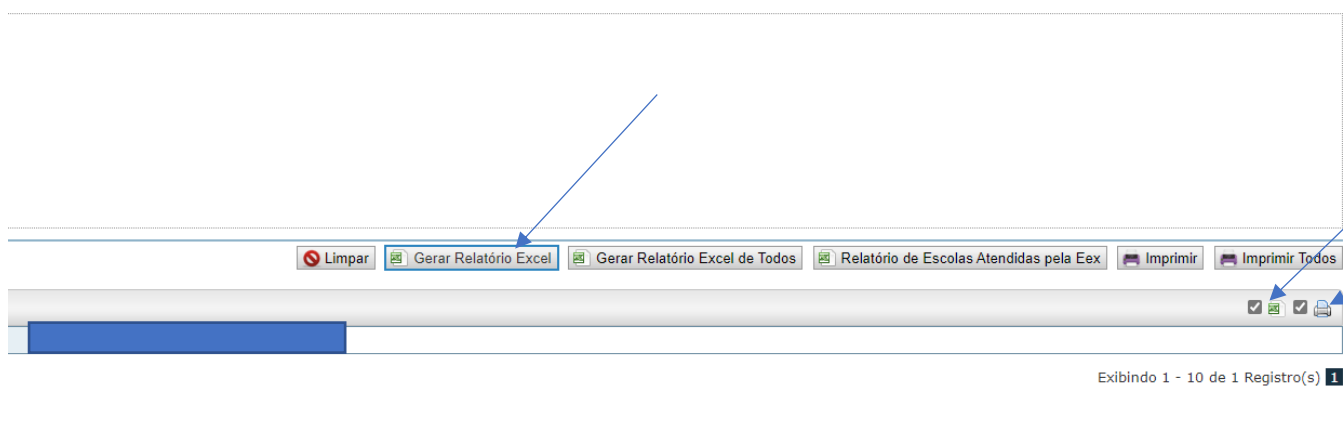 Limpar Gerar Relatório Excel Gerar Relatório Excel de Todos Relatório de Escolas Atendidas pela Eex Imprimir Imprimir Todos
Exibindo 1 - 10 de 1 Registro(s) 1